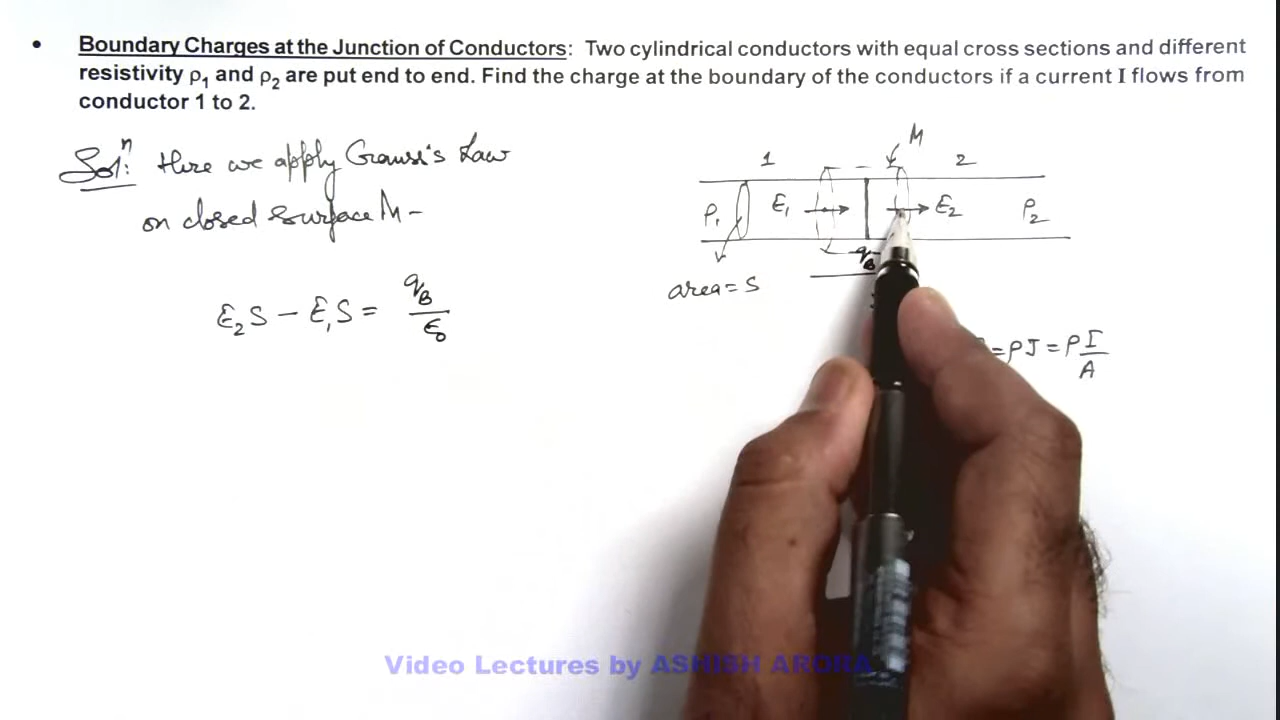 • Boundary Charges at the Junction of Conductors: Two cylindrical conductors with equal cross sections and different
resistivity ρ₁ and ρ₂ are put end to end. Find the charge at the boundary of the conductors if a current I flows from
conductor 1 to 2.
Solⁿ: Here we apply Gauss's Law
on closed surface M -
E₂S - E₁S = q_B/ε₀
M
1 2
ρ₁ E₁ E₂ ρ₂
q_B
area = S
= ρJ = ρI/A
Video Lectures by ASHISH ARORA